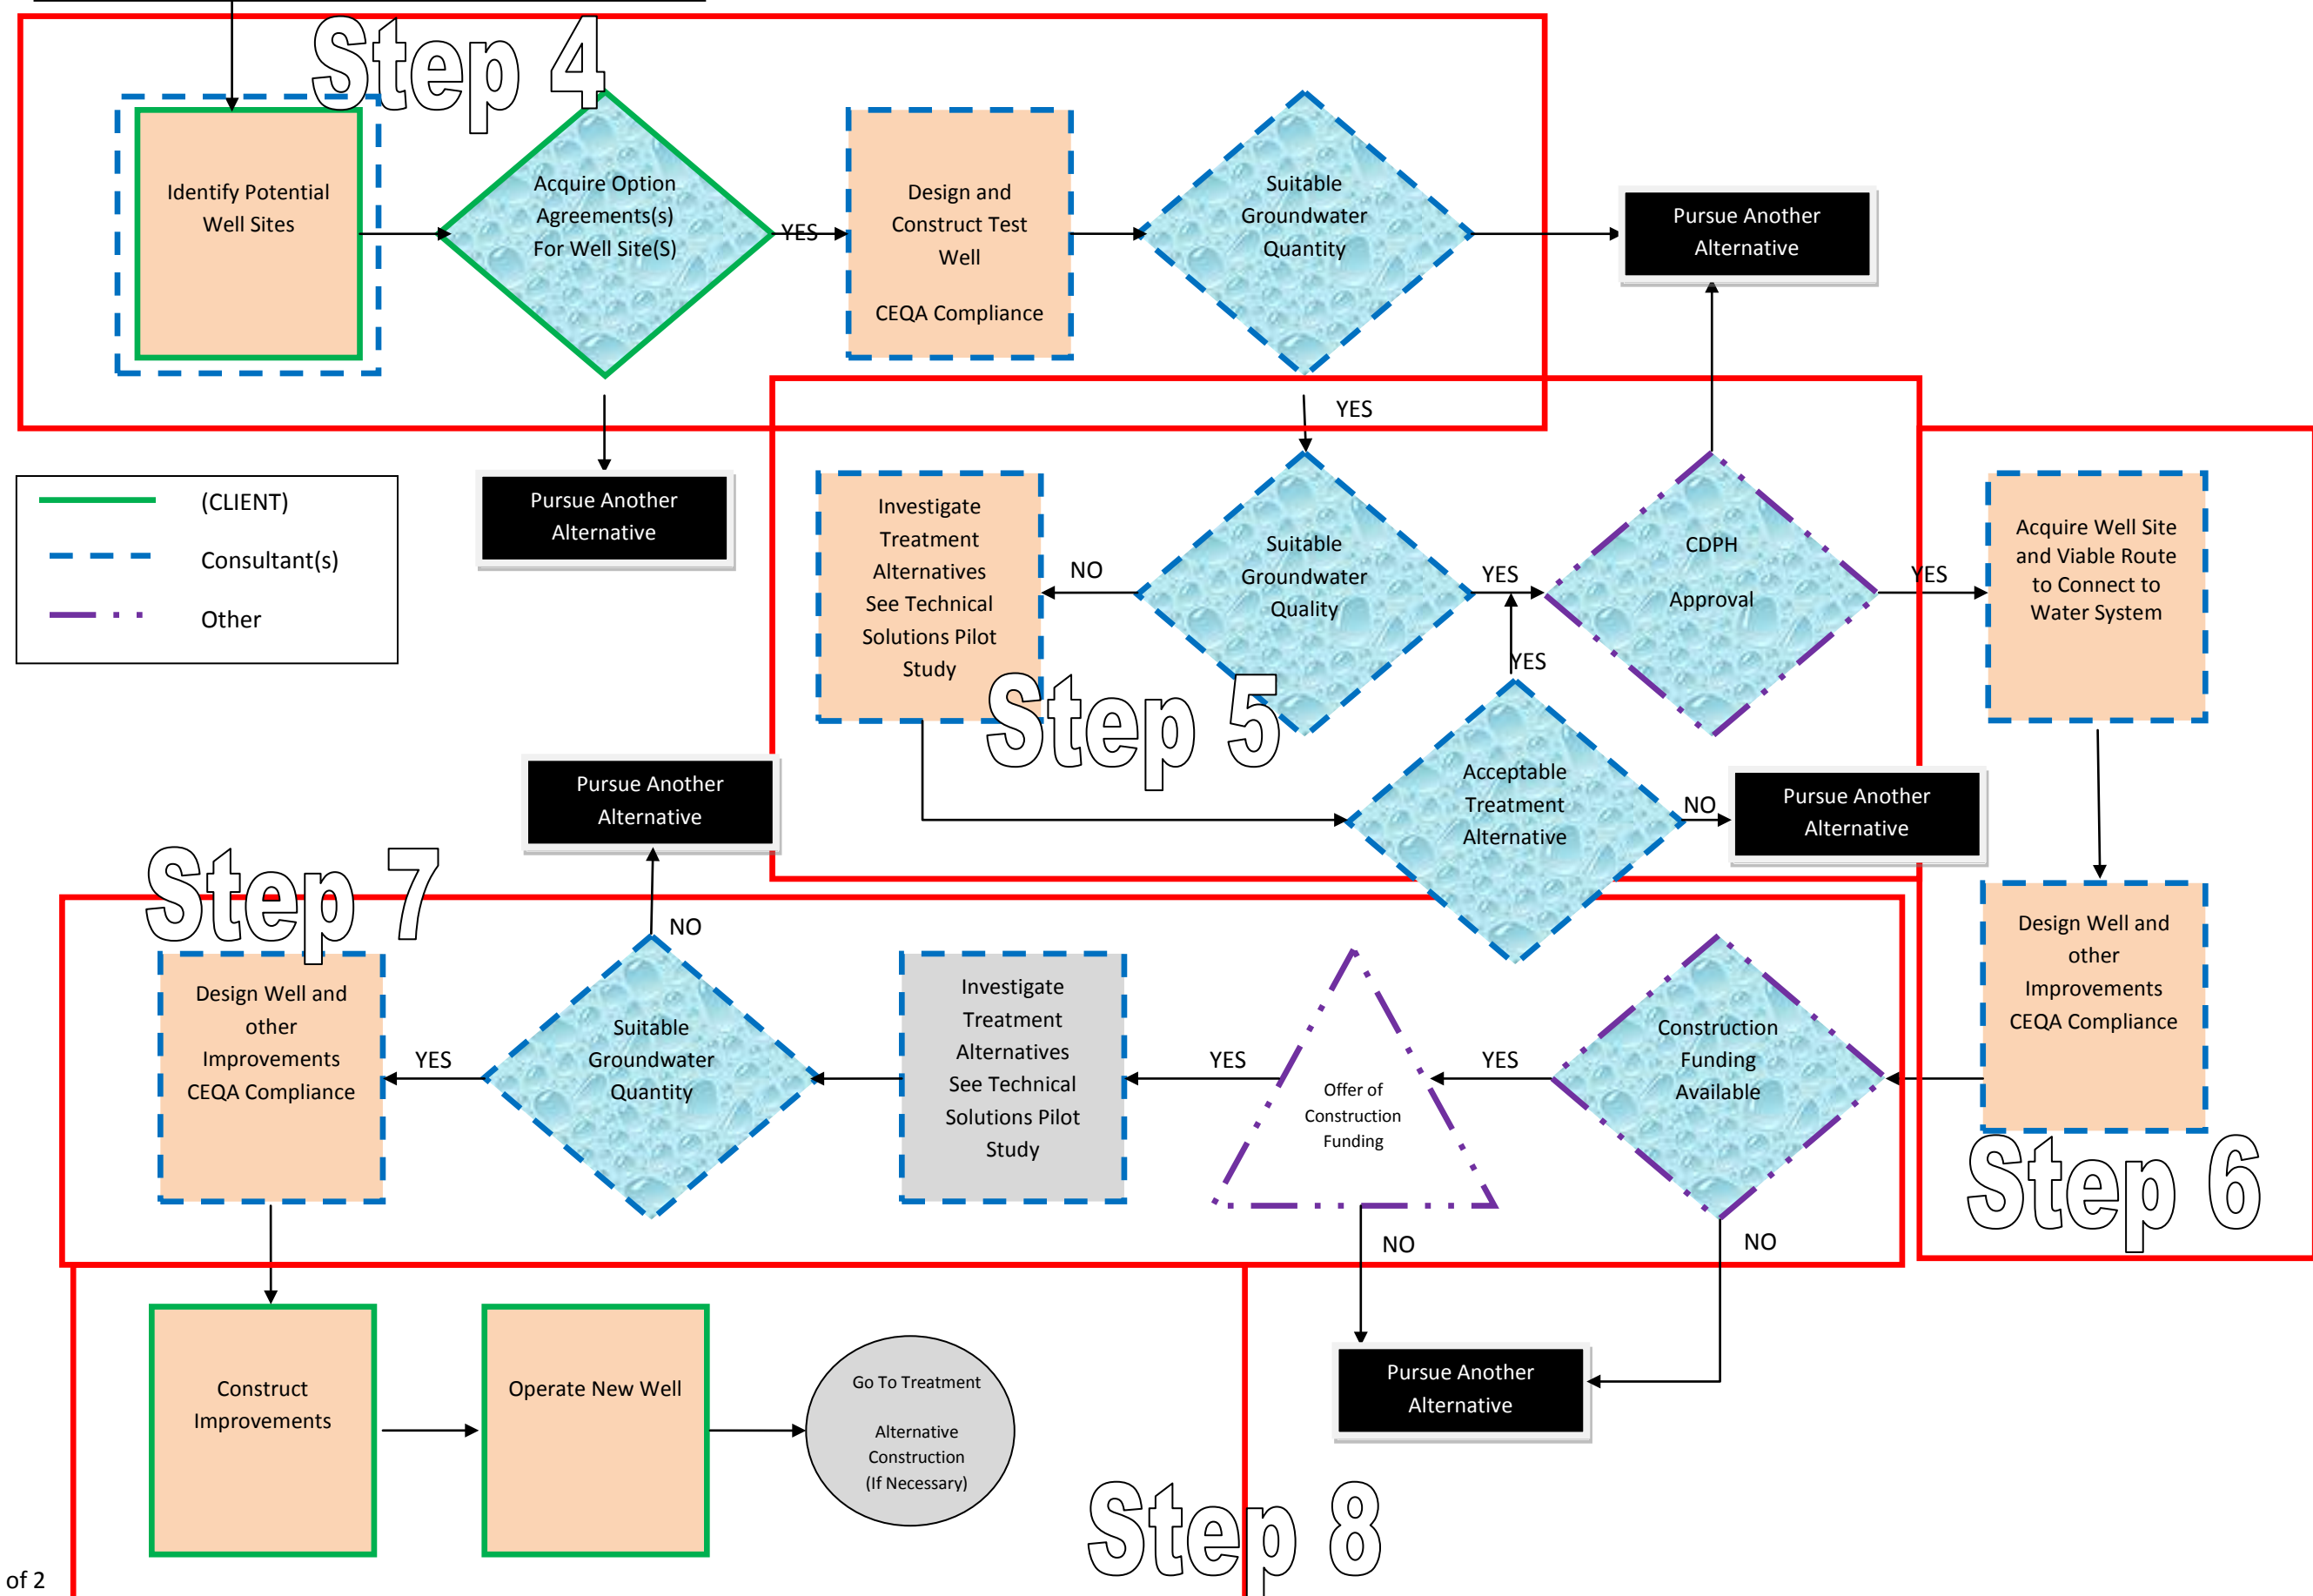 Step 4
Identify Potential
Well Sites
Acquire Option
Agreements(s)
For Well Site(S)
YES
Design and
Construct Test
Well
CEQA Compliance
Suitable
Groundwater
Quantity
Pursue Another
Alternative
YES
(CLIENT)
Consultant(s)
Other
Pursue Another
Alternative
Step 5
Investigate
Treatment
Alternatives
See Technical
Solutions Pilot
Study
NO
Suitable
Groundwater
Quality
YES
CDPH
Approval
YES
Acquire Well Site
and Viable Route
to Connect to
Water System
YES
Acceptable
Treatment
Alternative
NO
Pursue Another
Alternative
Pursue Another
Alternative
Step 7
NO
Design Well and
other
Improvements
CEQA Compliance
YES
Suitable
Groundwater
Quantity
Investigate
Treatment
Alternatives
See Technical
Solutions Pilot
Study
YES
Offer of
Construction
Funding
YES
Construction
Funding
Available
Design Well and
other
Improvements
CEQA Compliance
Step 6
NO
NO
Construct
Improvements
Operate New Well
Go To Treatment
Alternative
Construction
(If Necessary)
Pursue Another
Alternative
Step 8
of 2